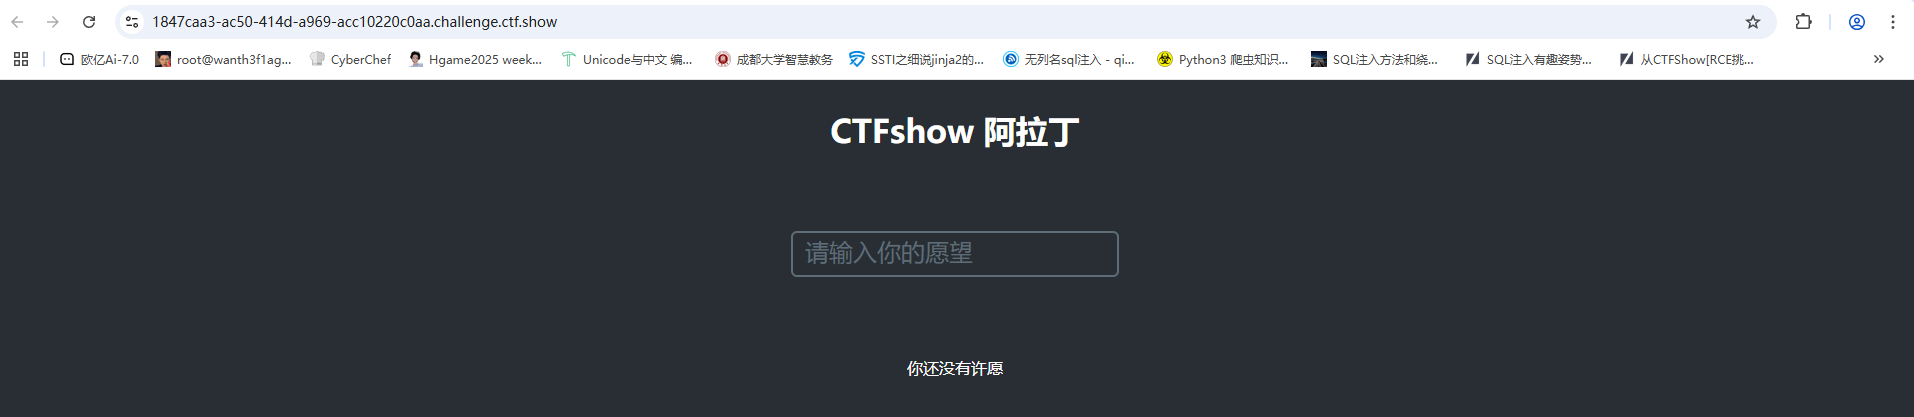 1847caa3-ac50-414d-a969-acc10220c0aa.challenge.ctf.show
欧亿Ai-7.0 root@wanth3f1ag... CyberChef Hgame2025 week... Unicode与中文 编... 成都大学智慧教务 SSTI之细说jinja2的... 无列名sql注入 - qi... Python3 爬虫知识... SQL注入方法和绕... SQL注入有趣姿势... 从CTFShow[RCE挑...
CTFshow 阿拉丁
请输入你的愿望
你还没有许愿